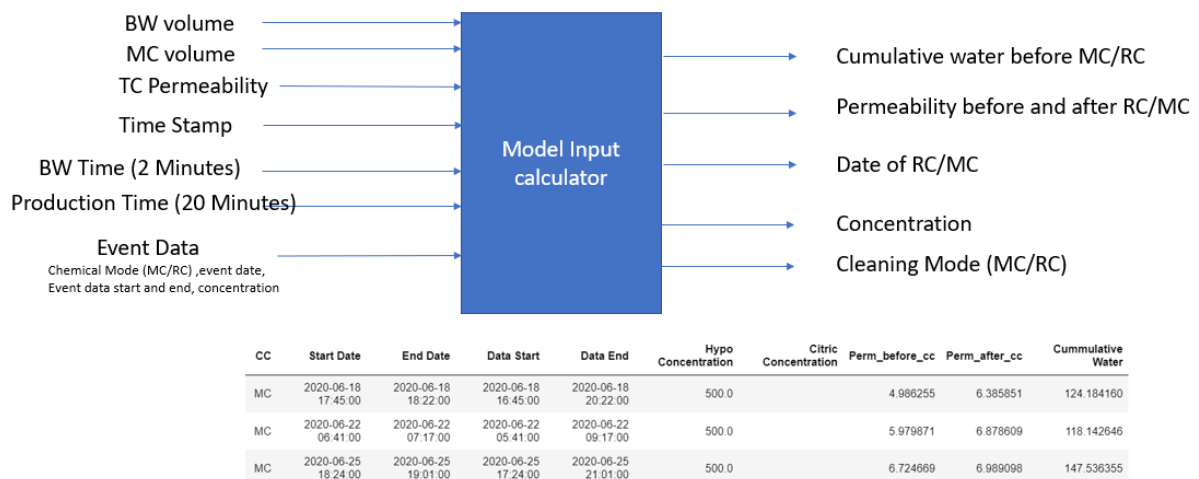 BW volume
MC volume
TC Permeability
Time Stamp
BW Time (2 Minutes)
Production Time (20 Minutes)
Event Data
Chemical Mode (MC/RC) ,event date,
Event data start and end, concentration
Model Input
calculator
Cumulative water before MC/RC
Permeability before and after RC/MC
Date of RC/MC
Concentration
Cleaning Mode (MC/RC)
CC Start Date End Date Data Start Data End Hypo Concentration Citric Concentration Perm_before_cc Perm_after_cc Cummulative Water
MC 2020-06-18 17:45:00 2020-06-18 18:22:00 2020-06-18 16:45:00 2020-06-18 20:22:00 500.0 4.986255 6.385851 124.184160
MC 2020-06-22 06:41:00 2020-06-22 07:17:00 2020-06-22 05:41:00 2020-06-22 09:17:00 500.0 5.979871 6.878609 118.142646
MC 2020-06-25 18:24:00 2020-06-25 19:01:00 2020-06-25 17:24:00 2020-06-25 21:01:00 500.0 6.724669 6.989098 147.536355